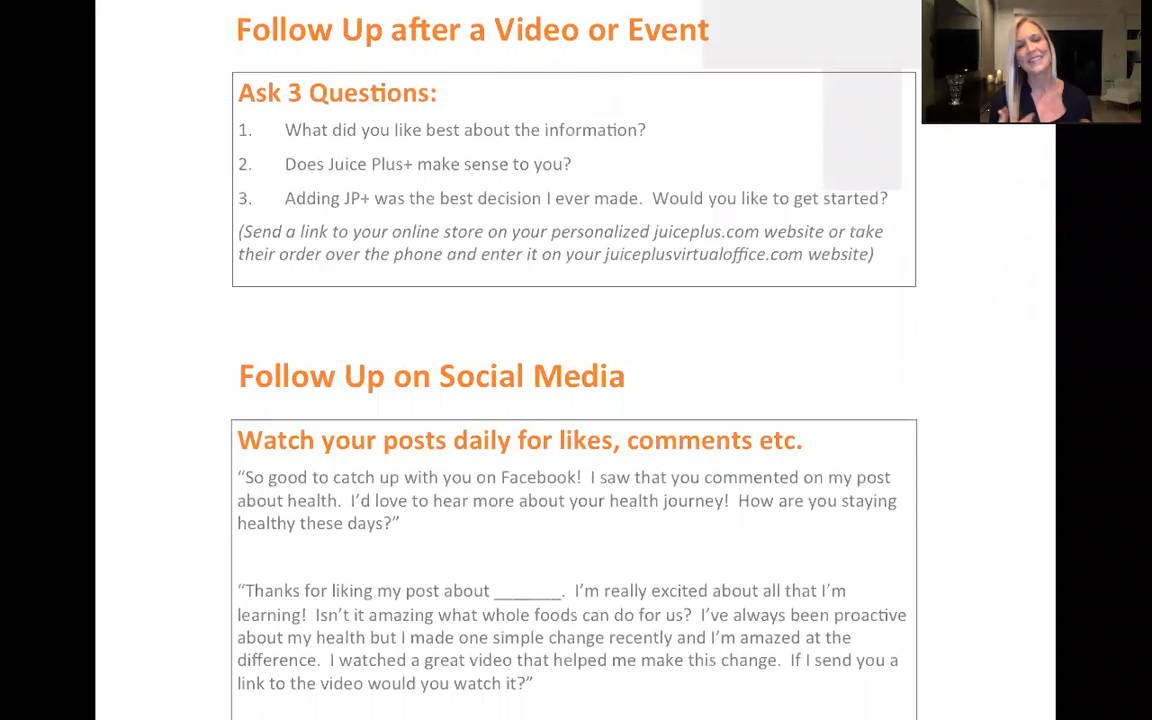 Follow Up after a Video or Event
Ask 3 Questions:
1. What did you like best about the information?
2. Does Juice Plus+ make sense to you?
3. Adding JP+ was the best decision I ever made. Would you like to get started?
(Send a link to your online store on your personalized juiceplus.com website or take
their order over the phone and enter it on your juiceplusvirtualoffice.com website)
Follow Up on Social Media
Watch your posts daily for likes, comments etc.
“So good to catch up with you on Facebook! I saw that you commented on my post
about health. I’d love to hear more about your health journey! How are you staying
healthy these days?”
“Thanks for liking my post about _______. I’m really excited about all that I’m
learning! Isn’t it amazing what whole foods can do for us? I’ve always been proactive
about my health but I made one simple change recently and I’m amazed at the
difference. I watched a great video that helped me make this change. If I send you a
link to the video would you watch it?”